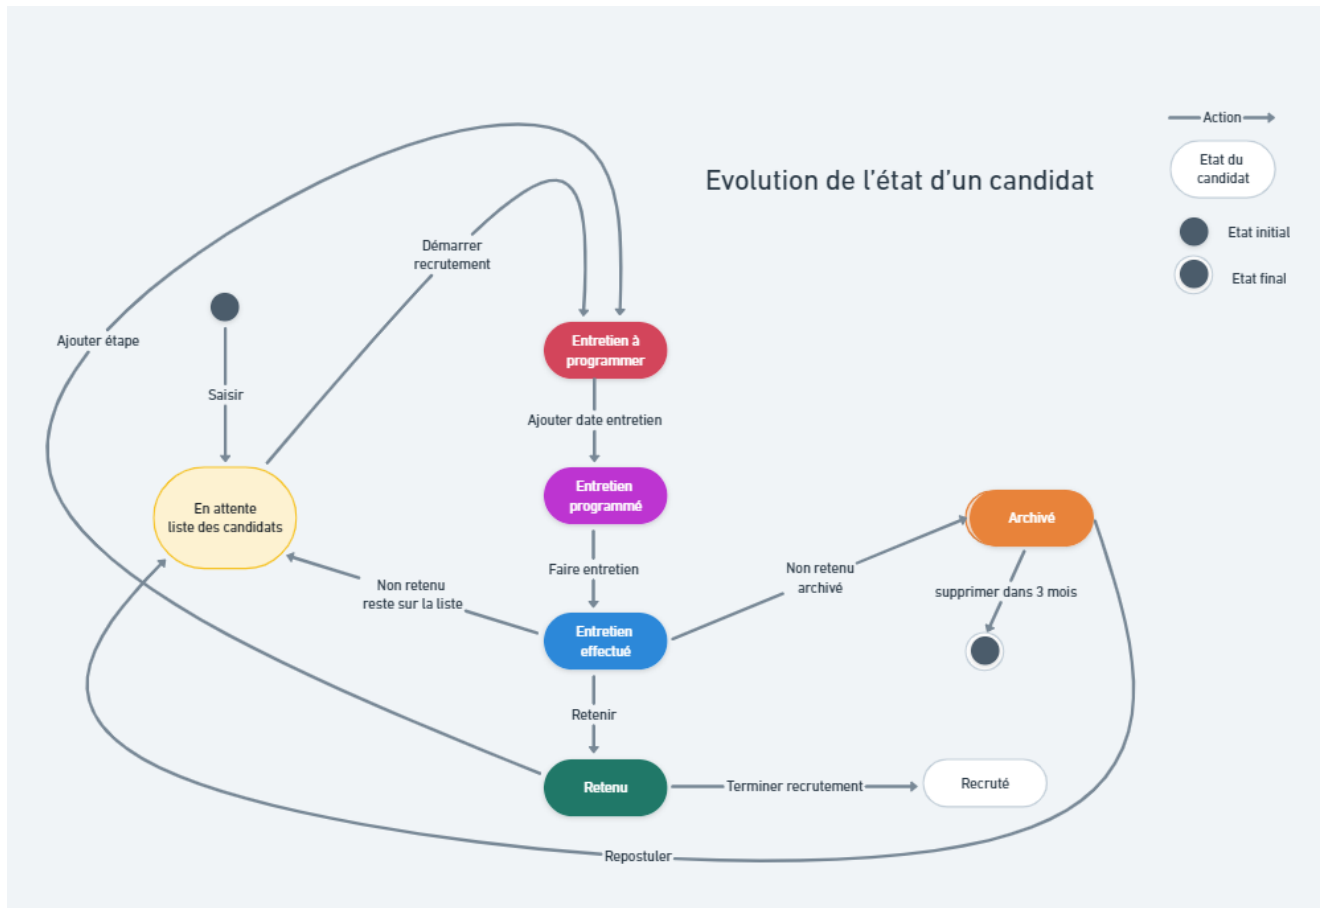 Evolution de l'état d'un candidat
Action
Etat du
candidat
Etat initial
Etat final
Démarrer
recrutement
Ajouter étape
Saisir
Entretien à
programmer
Ajouter date entretien
En attente
liste des candidats
Entretien
programmé
Archivé
Faire entretien
Non retenu
reste sur la liste
Non retenu
archivé
supprimer dans 3 mois
Entretien
effectué
Retenir
Retenu
Terminer recrutement
Recruté
Repostuler